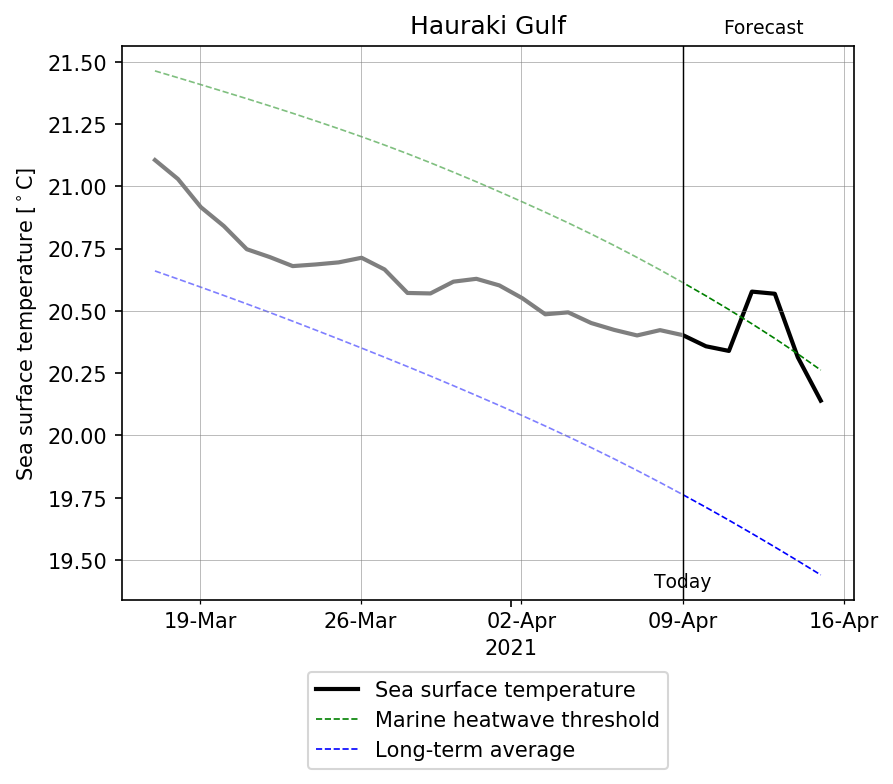 Hauraki Gulf
Forecast
21.50
21.25
21.00
20.75
20.50
20.25
20.00
19.75
19.50
Sea surface temperature [°C]
Today
19-Mar 26-Mar 02-Apr 09-Apr 16-Apr
2021
Sea surface temperature
Marine heatwave threshold
Long-term average